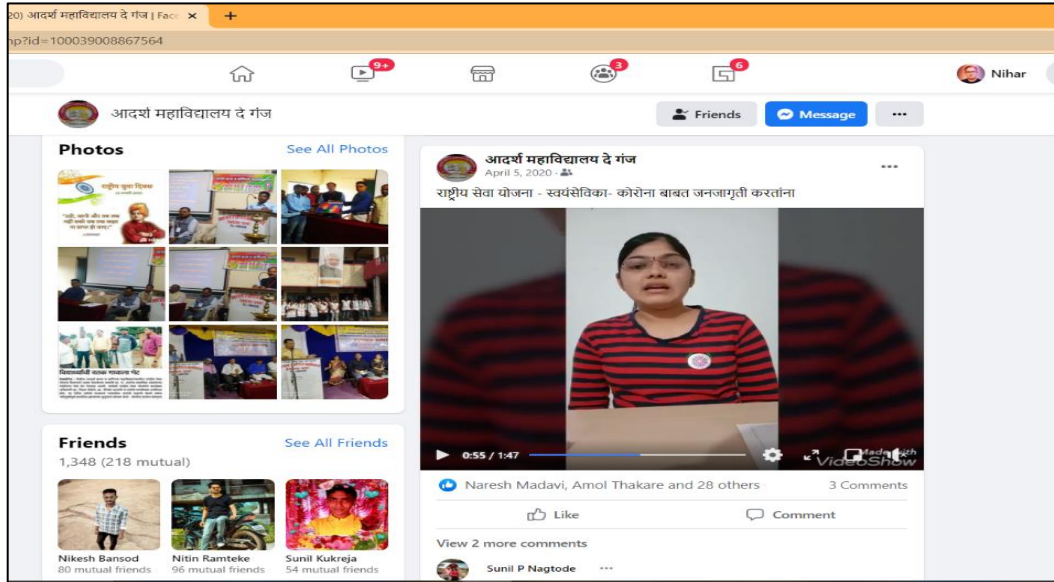 20) आदर्श महाविद्यालय दे गंज | Face
np?id=100039008867564
9+
3
6
Nihar
आदर्श महाविद्यालय दे गंज
Friends
Message
Photos
See All Photos
राष्ट्रीय युवा दिवस
विद्यार्थ्यांची
Friends
See All Friends
1,348 (218 mutual)
Nikesh Bansod
80 mutual friends
Nitin Ramteke
96 mutual friends
Sunil Kukreja
54 mutual friends
आदर्श महाविद्यालय दे गंज
April 5, 2020
राष्ट्रीय सेवा योजना - स्वयंसेविका- कोरोना बाबत जनजागृती करतांना
0:55 / 1:47
Made with
VideoShow
Naresh Madavi, Amol Thakare and 28 others
3 Comments
Like
Comment
View 2 more comments
Sunil P Nagtode